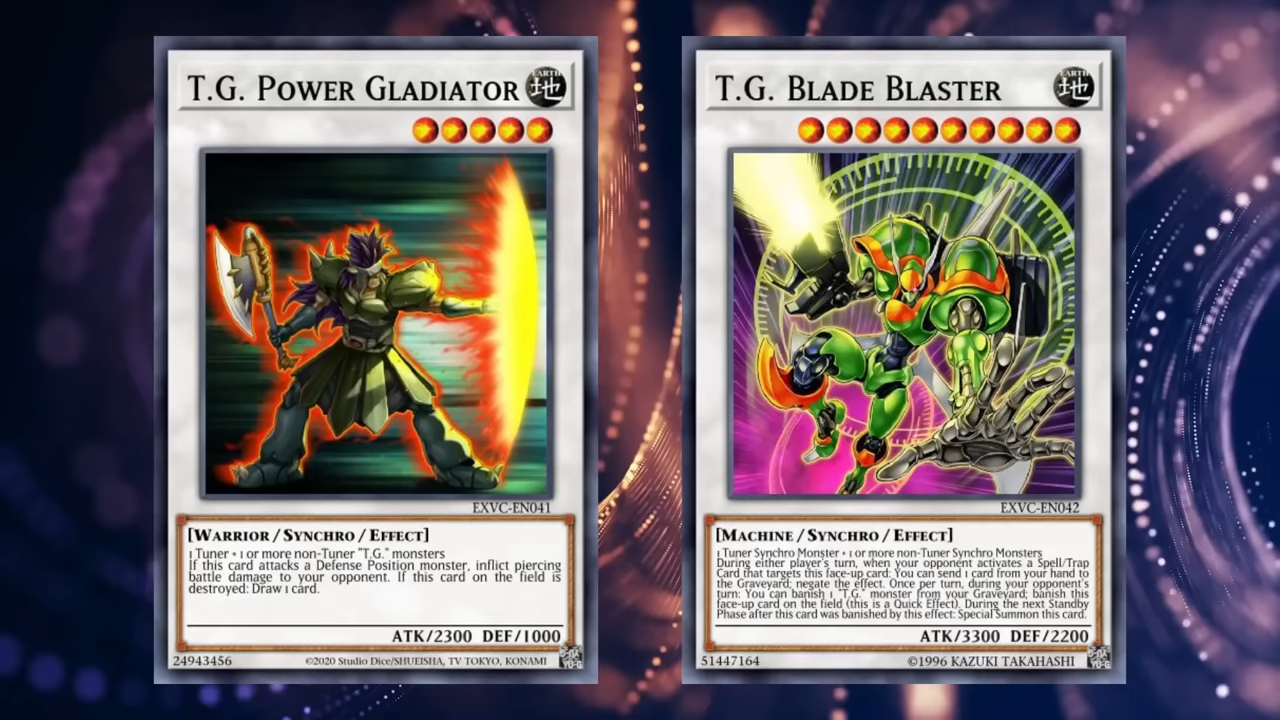 T.G. Power Gladiator
EARTH
地
EXVC-EN041
[Warrior / Synchro / Effect]
1 Tuner + 1 or more non-Tuner "T.G." monsters
If this card attacks a Defense Position monster, inflict piercing
battle damage to your opponent. If this card on the field is
destroyed: Draw 1 card.
ATK/2300 DEF/1000
24943456
©2020 Studio Dice/SHUEISHA, TV TOKYO, KONAMI
T.G. Blade Blaster
EARTH
地
EXVC-EN042
[Machine / Synchro / Effect]
1 Tuner Synchro Monster + 1 or more non-Tuner Synchro Monsters
During either player's turn, when your opponent activates a Spell/Trap
Card that targets this face-up card: You can send 1 card from your hand to
the Graveyard; negate the effect. Once per turn, during your opponent's
turn: You can banish 1 "T.G." monster from your Graveyard; banish this
face-up card on the field (this is a Quick Effect). During the next Standby
Phase after this card was banished by this effect: Special Summon this card.
ATK/3300 DEF/2200
51447164
©1996 KAZUKI TAKAHASHI